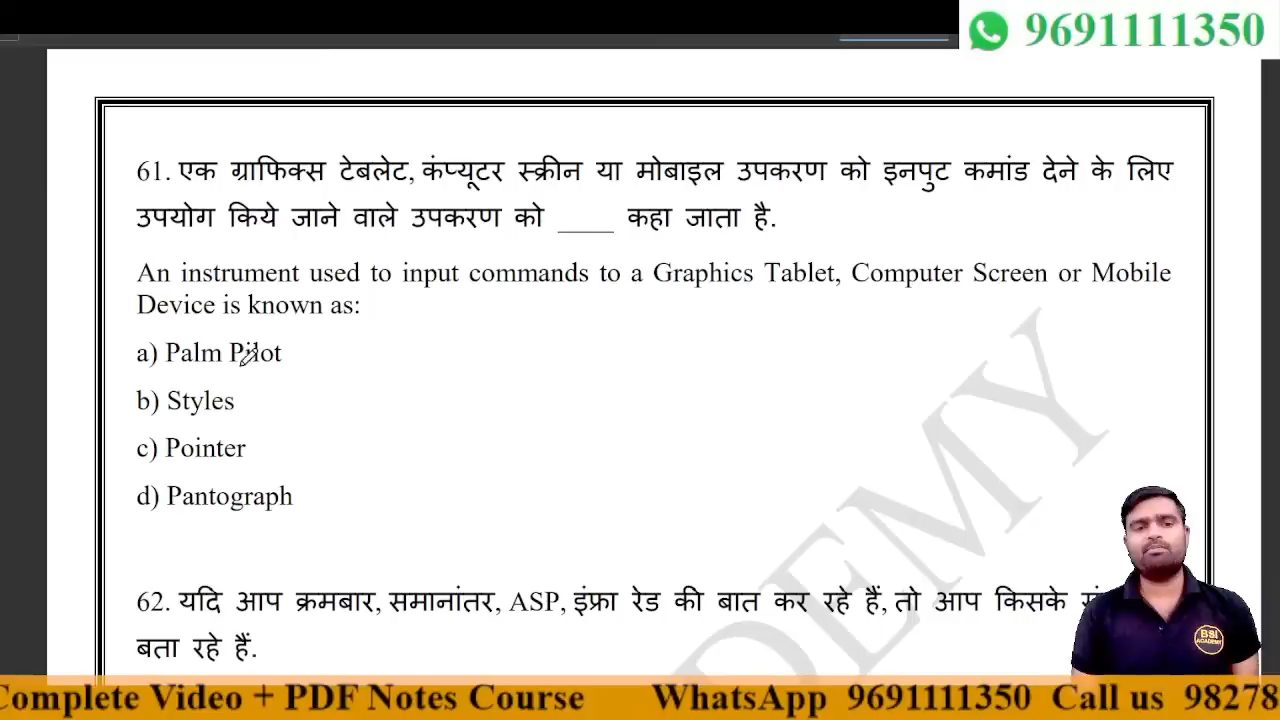 9691111350
61. एक ग्राफिक्स टेबलेट, कंप्यूटर स्क्रीन या मोबाइल उपकरण को इनपुट कमांड देने के लिए
उपयोग किये जाने वाले उपकरण को ____ कहा जाता है.
An instrument used to input commands to a Graphics Tablet, Computer Screen or Mobile
Device is known as:
a) Palm Pilot
b) Styles
c) Pointer
d) Pantograph
DEMY
62. यदि आप क्रमबार, समानांतर, ASP, इंफ्रा रेड की बात कर रहे हैं, तो आप किसके
बता रहे हैं.
BSI
ACADEMY
Complete Video + PDF Notes Course WhatsApp 9691111350 Call us 98278